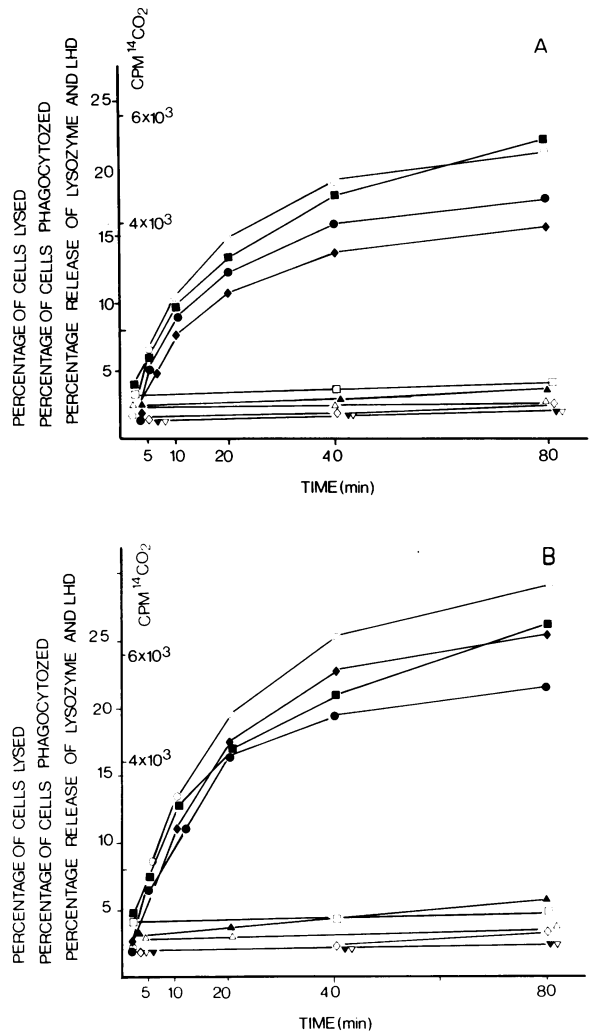 A
CPM ¹⁴CO₂
PERCENTAGE OF CELLS LYSED
PERCENTAGE OF CELLS PHAGOCYTOZED
PERCENTAGE RELEASE OF LYSOZYME AND LHD
25
6x10³
20
4x10³
15
10
5
5 10 20 40 80
TIME (min)
B
CPM ¹⁴CO₂
PERCENTAGE OF CELLS LYSED
PERCENTAGE OF CELLS PHAGOCYTOZED
PERCENTAGE RELEASE OF LYSOZYME AND LHD
25
6x10³
20
4x10³
15
10
5
5 10 20 40 80
TIME (min)